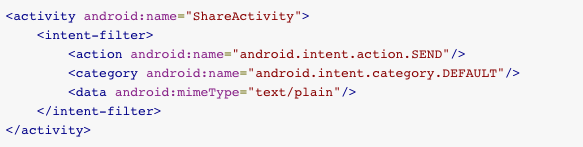 <activity android:name="ShareActivity">
    <intent-filter>
        <action android:name="android.intent.action.SEND"/>
        <category android:name="android.intent.category.DEFAULT"/>
        <data android:mimeType="text/plain"/>
    </intent-filter>
</activity>